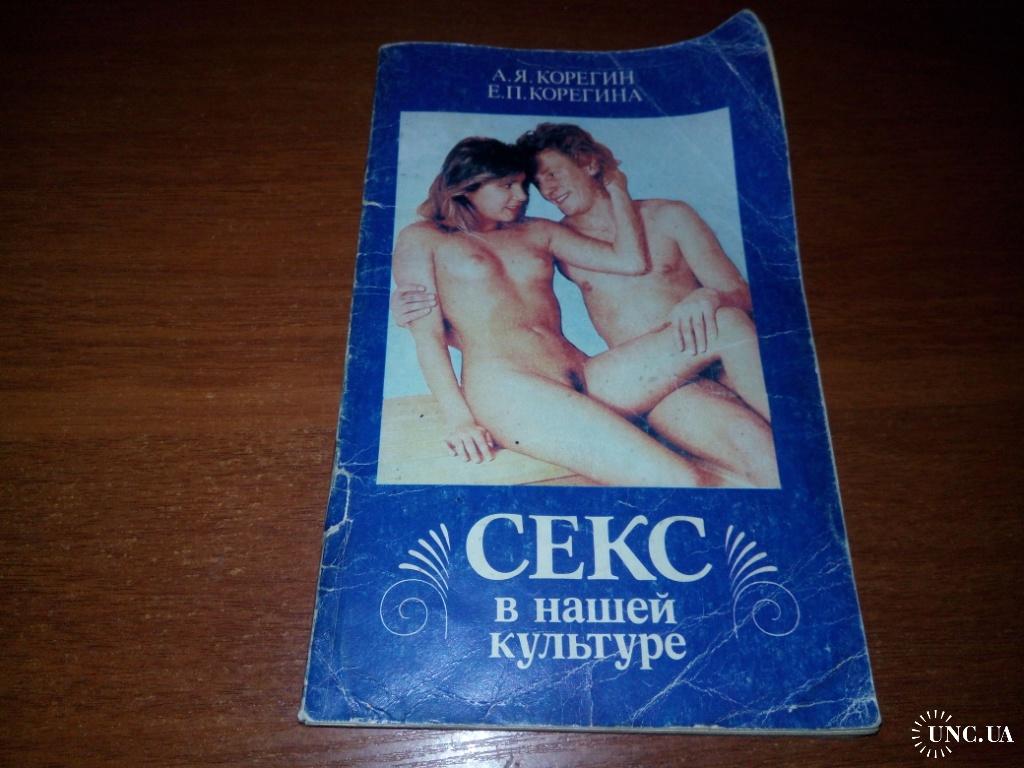 А.Я.КОРЕГИН
Е.П.КОРЕГИНА
СЕКС
в нашей
культуре
UNC.UA